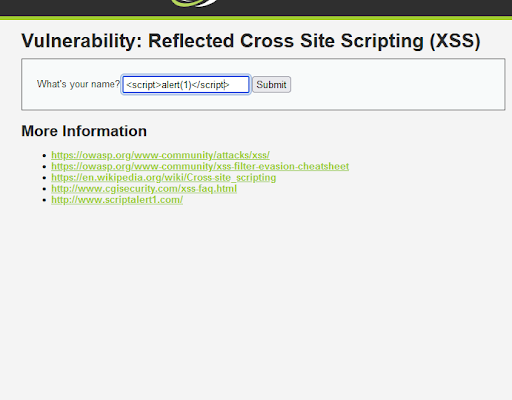 Vulnerability: Reflected Cross Site Scripting (XSS)
What's your name? <script>alert(1)</script> Submit
More Information
https://owasp.org/www-community/attacks/xss/
https://owasp.org/www-community/xss-filter-evasion-cheatsheet
https://en.wikipedia.org/wiki/Cross-site_scripting
http://www.cgisecurity.com/xss-faq.html
http://www.scriptalert1.com/